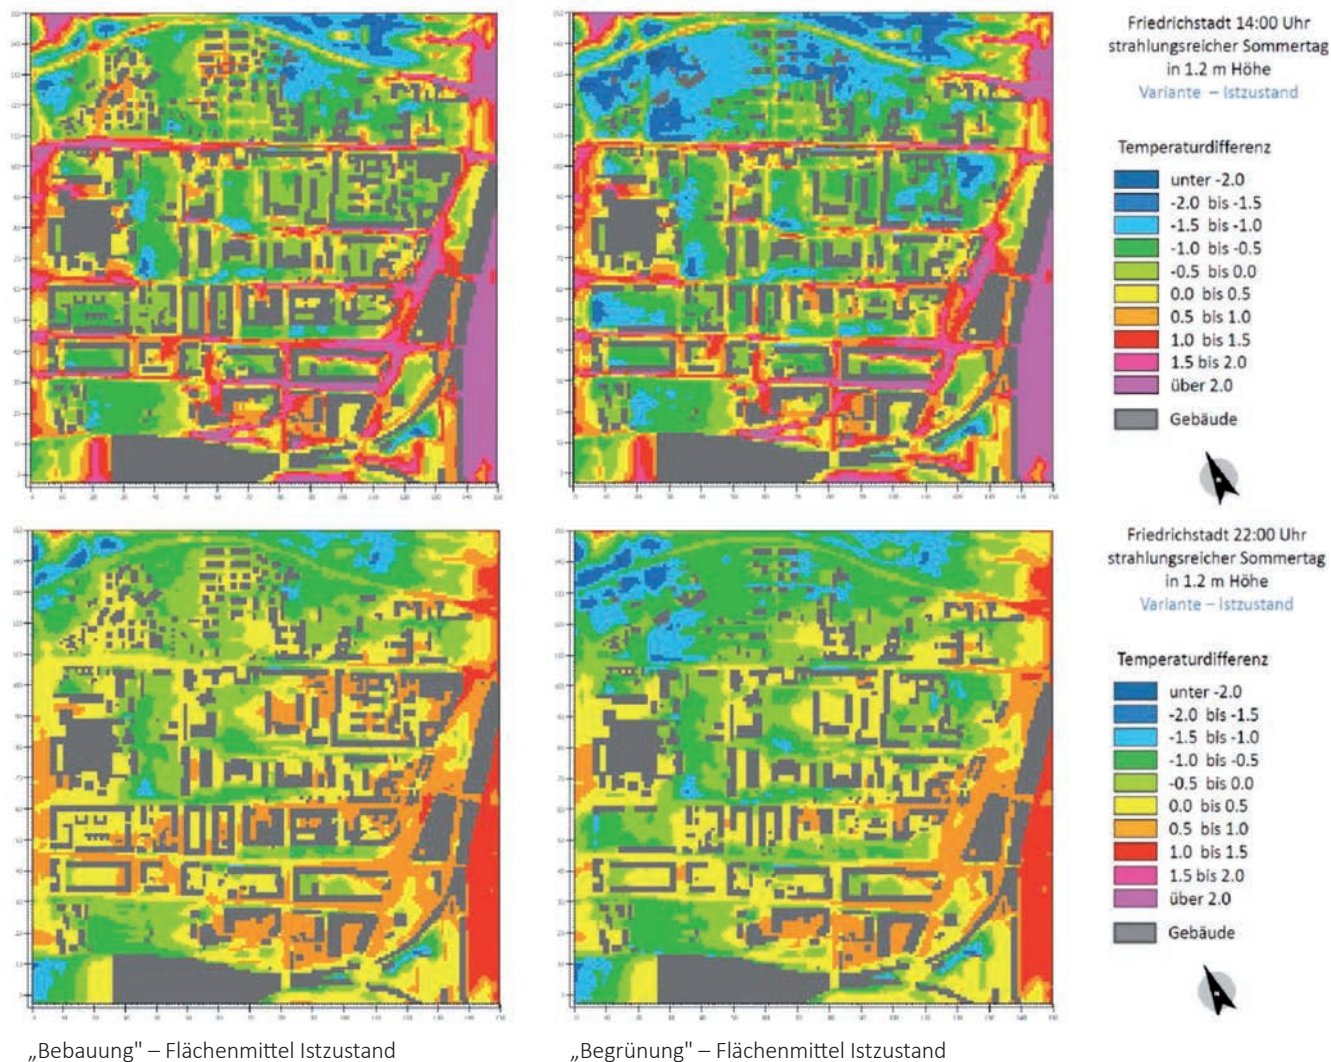 Friedrichstadt 14:00 Uhr
strahlungsreicher Sommertag
in 1.2 m Höhe
Variante – Istzustand
Temperaturdifferenz
unter -2.0
-2.0 bis -1.5
-1.5 bis -1.0
-1.0 bis -0.5
-0.5 bis 0.0
0.0 bis 0.5
0.5 bis 1.0
1.0 bis 1.5
1.5 bis 2.0
über 2.0
Gebäude
Friedrichstadt 22:00 Uhr
strahlungsreicher Sommertag
in 1.2 m Höhe
Variante – Istzustand
Temperaturdifferenz
unter -2.0
-2.0 bis -1.5
-1.5 bis -1.0
-1.0 bis -0.5
-0.5 bis 0.0
0.0 bis 0.5
0.5 bis 1.0
1.0 bis 1.5
1.5 bis 2.0
über 2.0
Gebäude
„Bebauung" – Flächenmittel Istzustand
„Begrünung" – Flächenmittel Istzustand